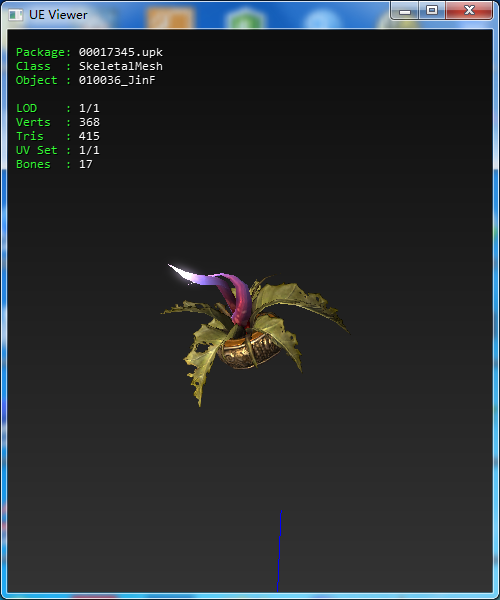 UE Viewer
Package: 00017345.upk
Class : SkeletalMesh
Object : 010036_JinF
LOD : 1/1
Verts : 368
Tris : 415
UV Set : 1/1
Bones : 17